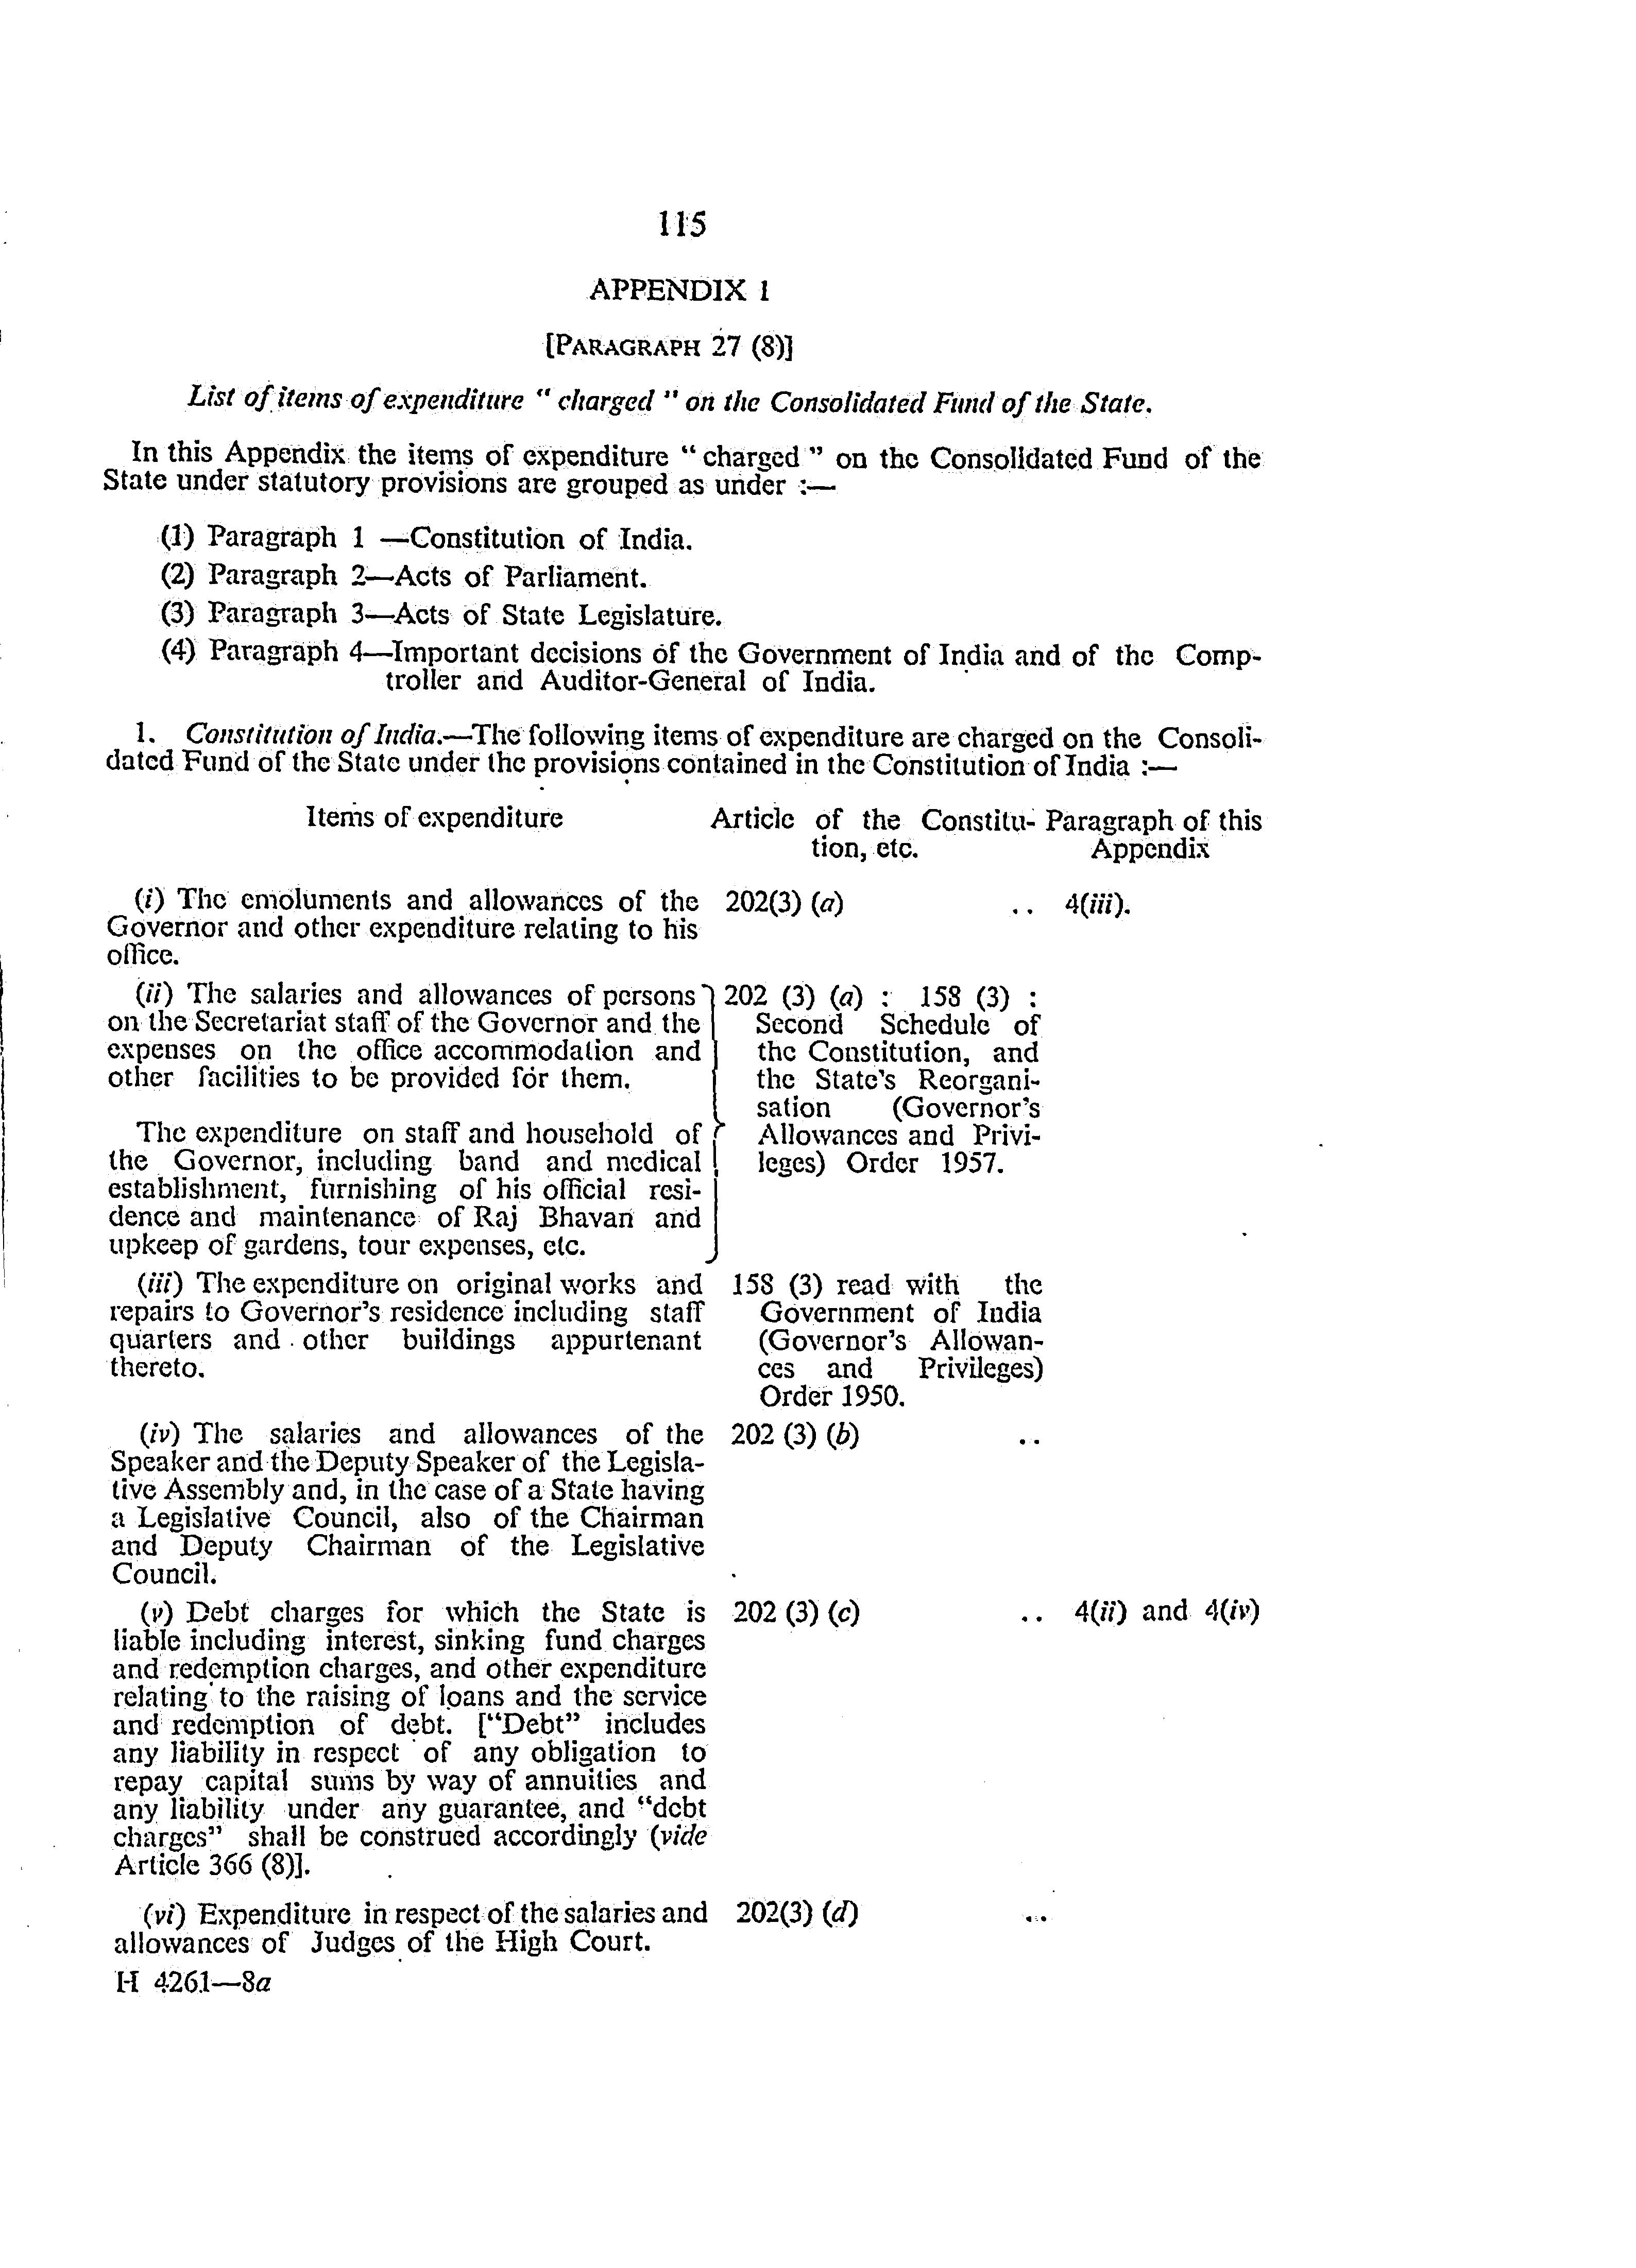 115
APPENDIX 1
[PARAGRAPH 27 (8)]
List of items of expenditure “ charged ” on the Consolidated Fund of the State.
In this Appendix the items of expenditure “ charged ” on the Consolidated Fund of the
State under statutory provisions are grouped as under :—
(1) Paragraph 1 —Constitution of India.
(2) Paragraph 2—Acts of Parliament.
(3) Paragraph 3—Acts of State Legislature.
(4) Paragraph 4—Important decisions of the Government of India and of the Comp-
troller and Auditor-General of India.
1. Constitution of India.—The following items of expenditure are charged on the Consoli-
dated Fund of the State under the provisions contained in the Constitution of India :—
Items of expenditure Article of the Constitu- Paragraph of this
tion, etc. Appendix
(i) The emoluments and allowances of the 202(3) (a) .. 4(iii).
Governor and other expenditure relating to his
office.
(ii) The salaries and allowances of persons 202 (3) (a) : 158 (3) :
on the Secretariat staff of the Governor and the Second Schedule of
expenses on the office accommodation and the Constitution, and
other facilities to be provided for them. the State’s Reorgani-
sation (Governor’s
The expenditure on staff and household of Allowances and Privi-
the Governor, including band and medical leges) Order 1957.
establishment, furnishing of his official resi-
dence and maintenance of Raj Bhavan and
upkeep of gardens, tour expenses, etc.
(iii) The expenditure on original works and 158 (3) read with the
repairs to Governor’s residence including staff Government of India
quarters and other buildings appurtenant (Governor’s Allowan-
thereto. ces and Privileges)
Order 1950.
(iv) The salaries and allowances of the 202 (3) (b) ..
Speaker and the Deputy Speaker of the Legisla-
tive Assembly and, in the case of a State having
a Legislative Council, also of the Chairman
and Deputy Chairman of the Legislative
Council.
(v) Debt charges for which the State is 202 (3) (c) .. 4(ii) and 4(iv)
liable including interest, sinking fund charges
and redemption charges, and other expenditure
relating to the raising of loans and the service
and redemption of debt. [“Debt” includes
any liability in respect of any obligation to
repay capital sums by way of annuities and
any liability under any guarantee, and “debt
charges” shall be construed accordingly (vide
Article 366 (8)].
(vi) Expenditure in respect of the salaries and 202(3) (d) ...
allowances of Judges of the High Court.
H 4261—8a